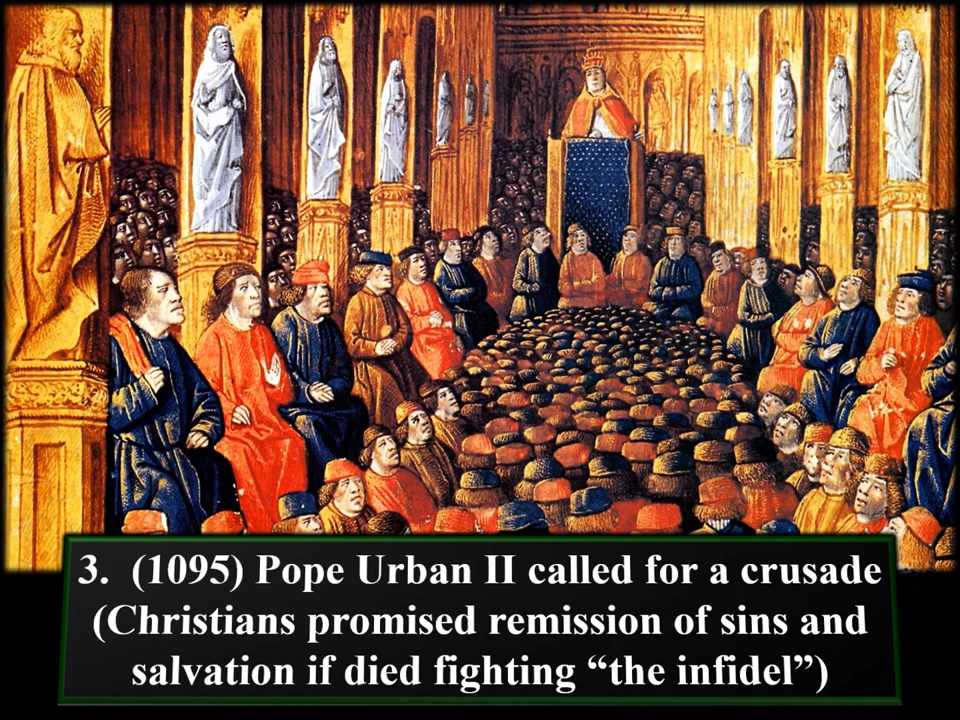 3. (1095) Pope Urban II called for a crusade
(Christians promised remission of sins and
salvation if died fighting “the infidel”)